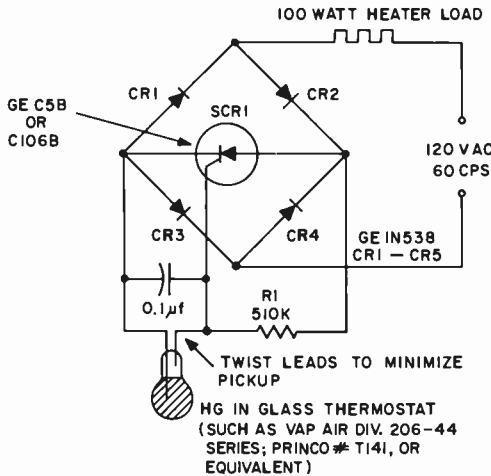 100 WATT HEATER LOAD
GE C5B
OR
C106B
CR1
SCR1
CR2
120 VAC
60 CPS
CR3
CR4
GE IN538
CR1 – CR5
0.1µf
R1
510K
TWIST LEADS TO MINIMIZE
PICKUP
HG IN GLASS THERMOSTAT
(SUCH AS VAP AIR DIV. 206-44
SERIES; PRINCO # T141, OR
EQUIVALENT)